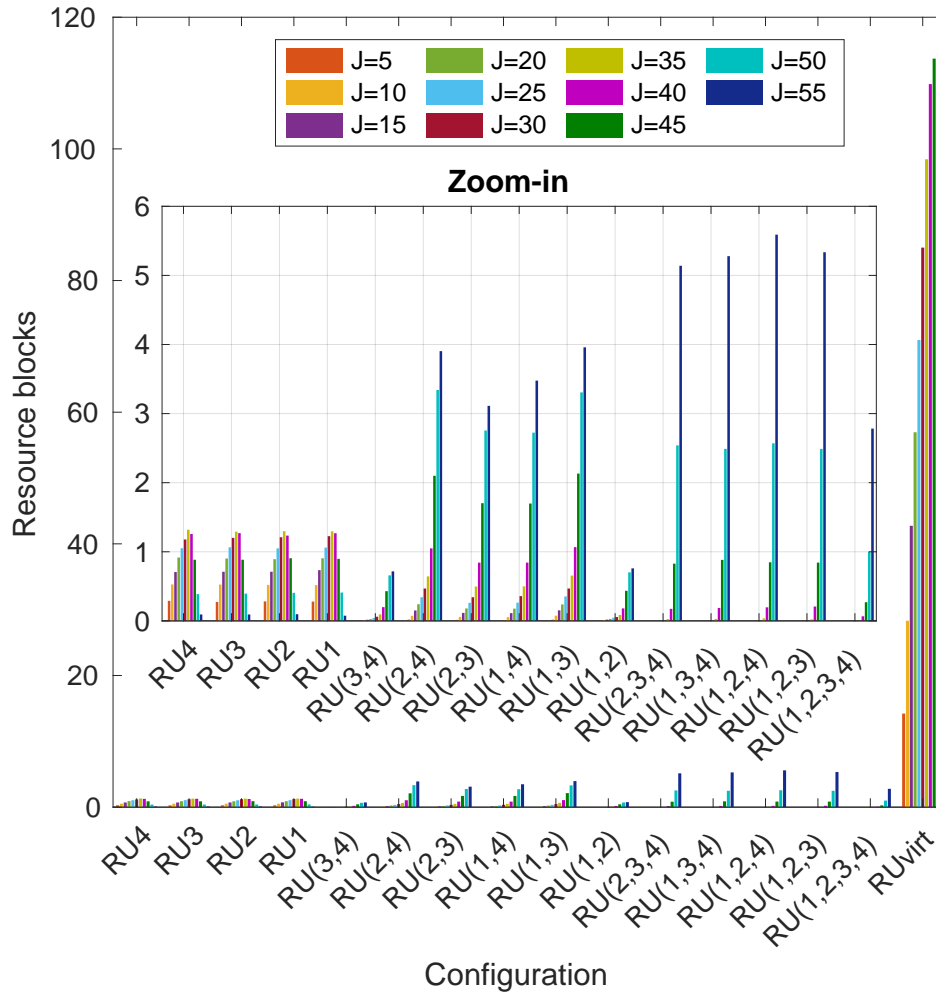 120
100
80
60
40
20
0
Resource blocks
J=5
J=10
J=15
J=20
J=25
J=30
J=35
J=40
J=45
J=50
J=55
Zoom-in
6
5
4
3
2
1
0
RU4
RU3
RU2
RU1
RU(3,4)
RU(2,4)
RU(2,3)
RU(1,4)
RU(1,3)
RU(1,2)
RU(2,3,4)
RU(1,3,4)
RU(1,2,4)
RU(1,2,3)
RU(1,2,3,4)
RU4
RU3
RU2
RU1
RU(3,4)
RU(2,4)
RU(2,3)
RU(1,4)
RU(1,3)
RU(1,2)
RU(2,3,4)
RU(1,3,4)
RU(1,2,4)
RU(1,2,3)
RU(1,2,3,4)
RUvirt
Configuration